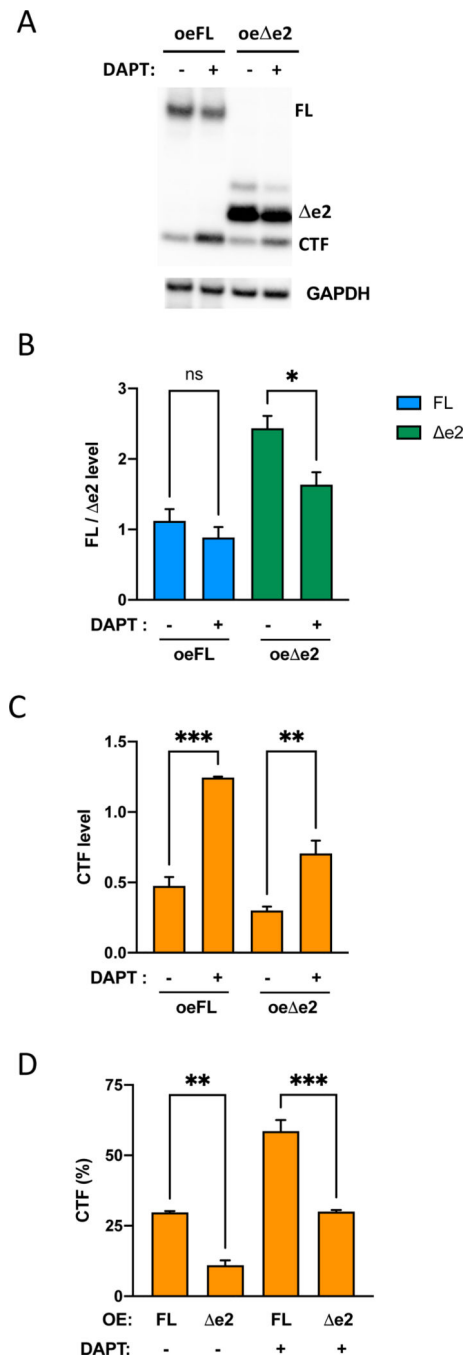 A
oeFL oeΔe2
DAPT: - + - +
FL
Δe2
CTF
GAPDH
B
ns *
FL
Δe2
3
2
1
0
FL / Δe2 level
DAPT : - + - +
oeFL oeΔe2
C
*** **
1.5
1.0
0.5
0.0
CTF level
DAPT : - + - +
oeFL oeΔe2
D
** ***
75
50
25
0
CTF (%)
OE: FL Δe2 FL Δe2
DAPT: - - + +